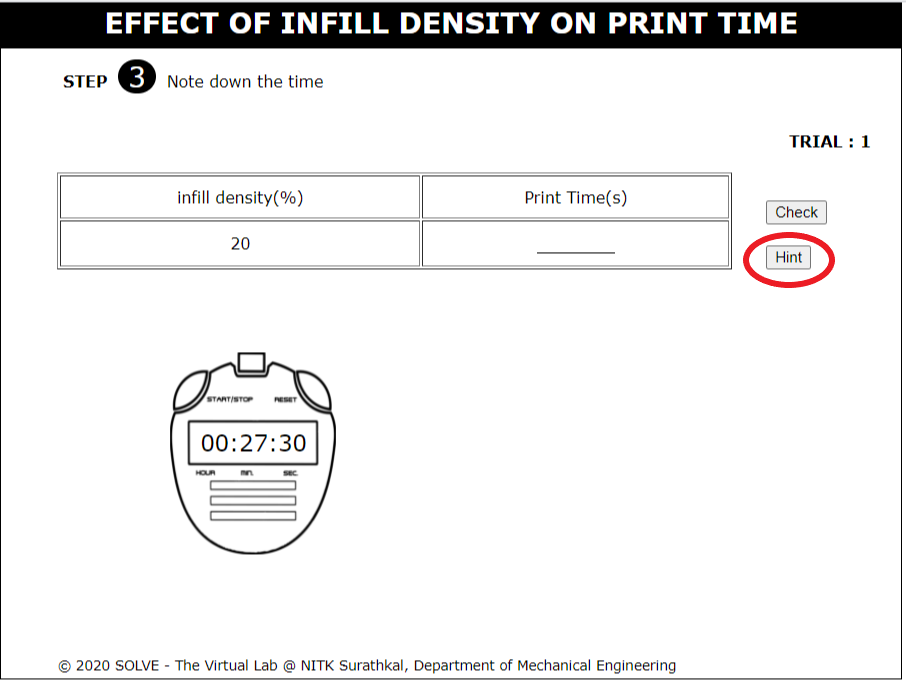 EFFECT OF INFILL DENSITY ON PRINT TIME
STEP 3 Note down the time
TRIAL : 1
infill density(%) Print Time(s)
Check
20 ________
Hint
START/STOP RESET
00:27:30
HOUR min. SEC.
© 2020 SOLVE - The Virtual Lab @ NITK Surathkal, Department of Mechanical Engineering